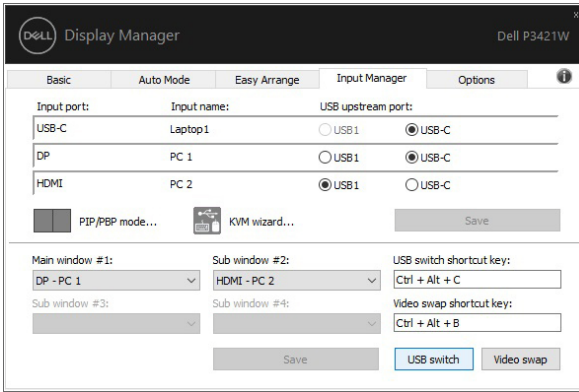 DELL Display Manager
Dell P3421W
Basic Auto Mode Easy Arrange Input Manager Options
Input port: Input name: USB upstream port:
USB-C Laptop1 USB1 USB-C
DP PC 1 USB1 USB-C
HDMI PC 2 USB1 USB-C
PIP/PBP mode... KVM wizard... Save
Main window #1: Sub window #2: USB switch shortcut key:
DP - PC 1 HDMI - PC 2 Ctrl + Alt + C
Sub window #3: Sub window #4: Video swap shortcut key:
Ctrl + Alt + B
Save USB switch Video swap